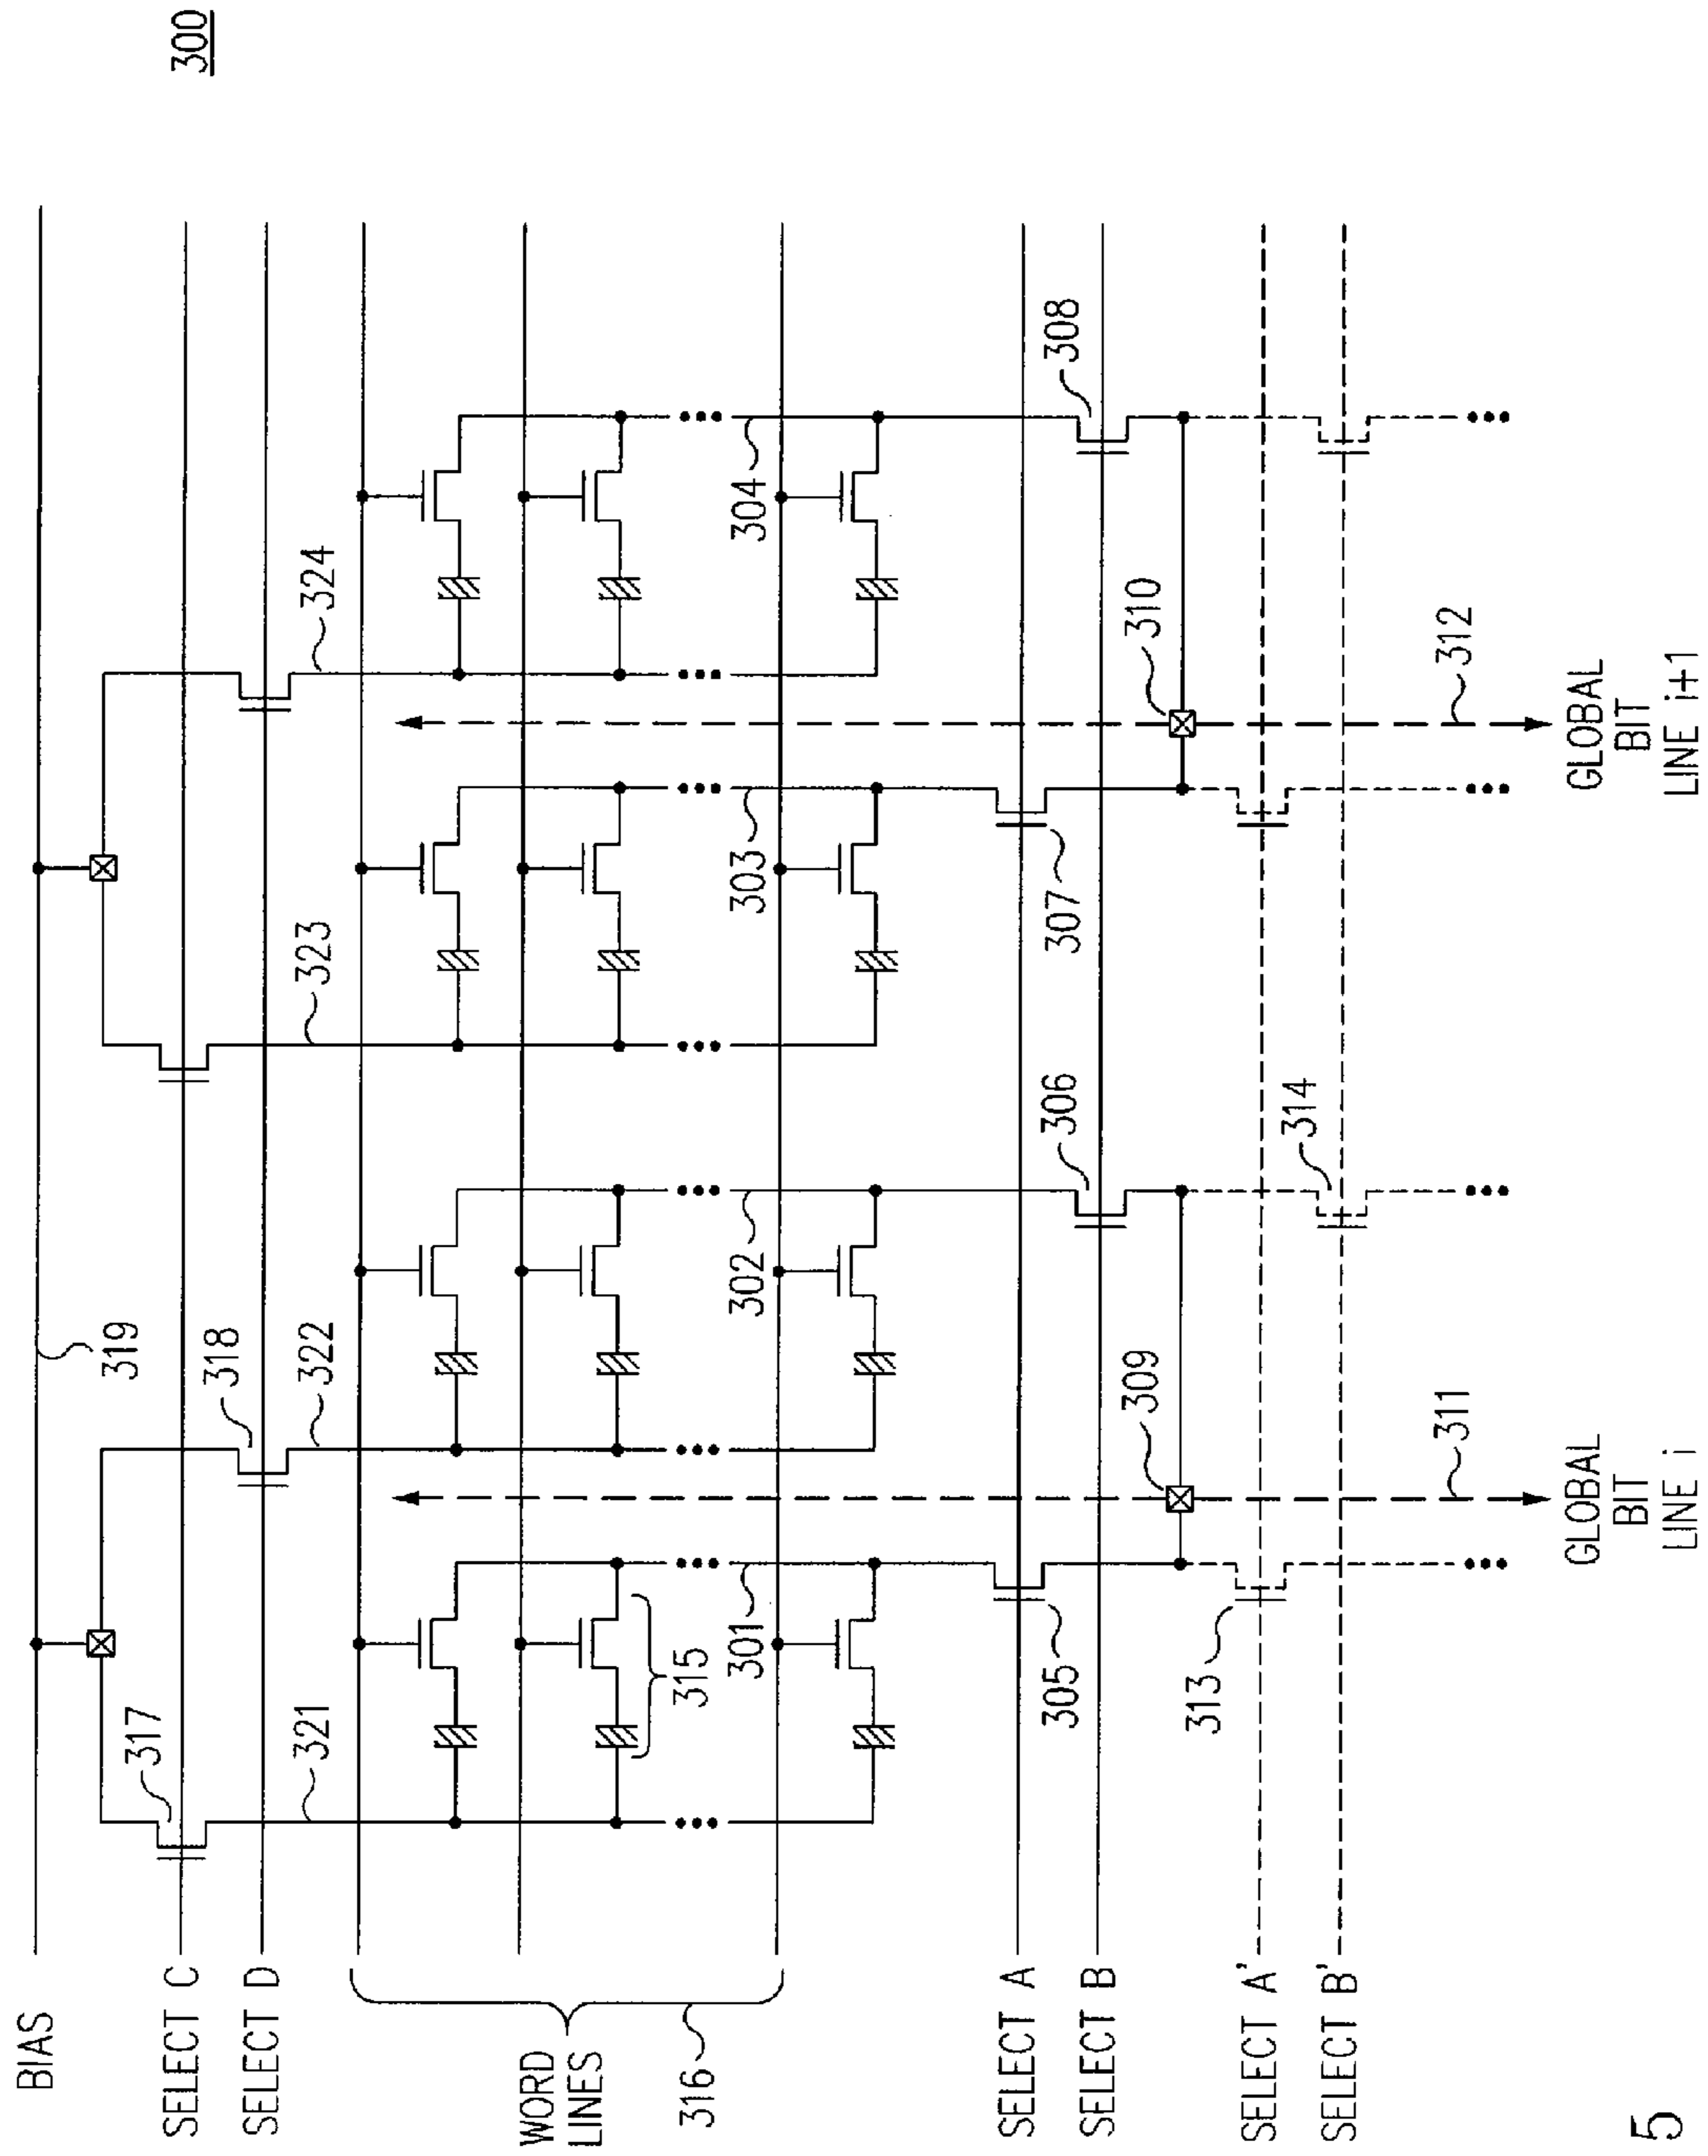 300
BIAS
SELECT C
SELECT D
WORD
LINES
316
SELECT A
SELECT B
SELECT A'
SELECT B'
317
318
319
321
322
323
324
315
301
302
303
304
305
306
307
308
309
310
313
314
311
312
GLOBAL
BIT
LINE i
GLOBAL
BIT
LINE i+1
5